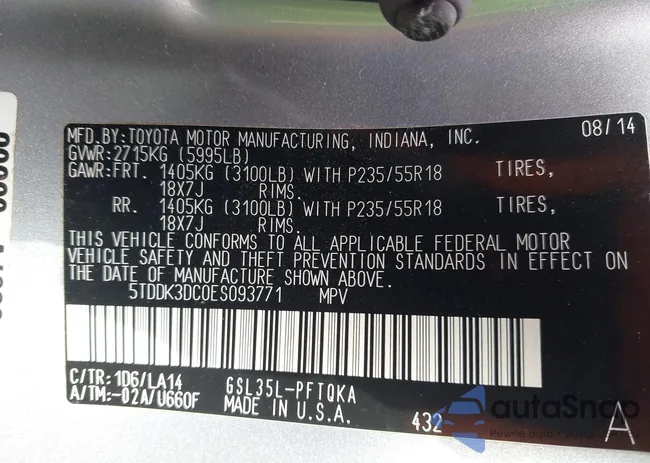 MFD.BY:TOYOTA MOTOR MANUFACTURING, INDIANA, INC. 08/14
GVWR:2715KG (5995LB)
GAWR:FRT. 1405KG (3100LB) WITH P235/55R18 TIRES,
18X7J RIMS.
RR. 1405KG (3100LB) WITH P235/55R18 TIRES,
18X7J RIMS.
THIS VEHICLE CONFORMS TO ALL APPLICABLE FEDERAL MOTOR
VEHICLE SAFETY AND THEFT PREVENTION STANDARDS IN EFFECT ON
THE DATE OF MANUFACTURE SHOWN ABOVE.
5TDDK3DC0ES093771 MPV
C/TR:1D6/LA14 GSL35L-PFTQKA
A/TM:-02A/U660F MADE IN U.S.A. 432 A
autoSnap
Pewne auto